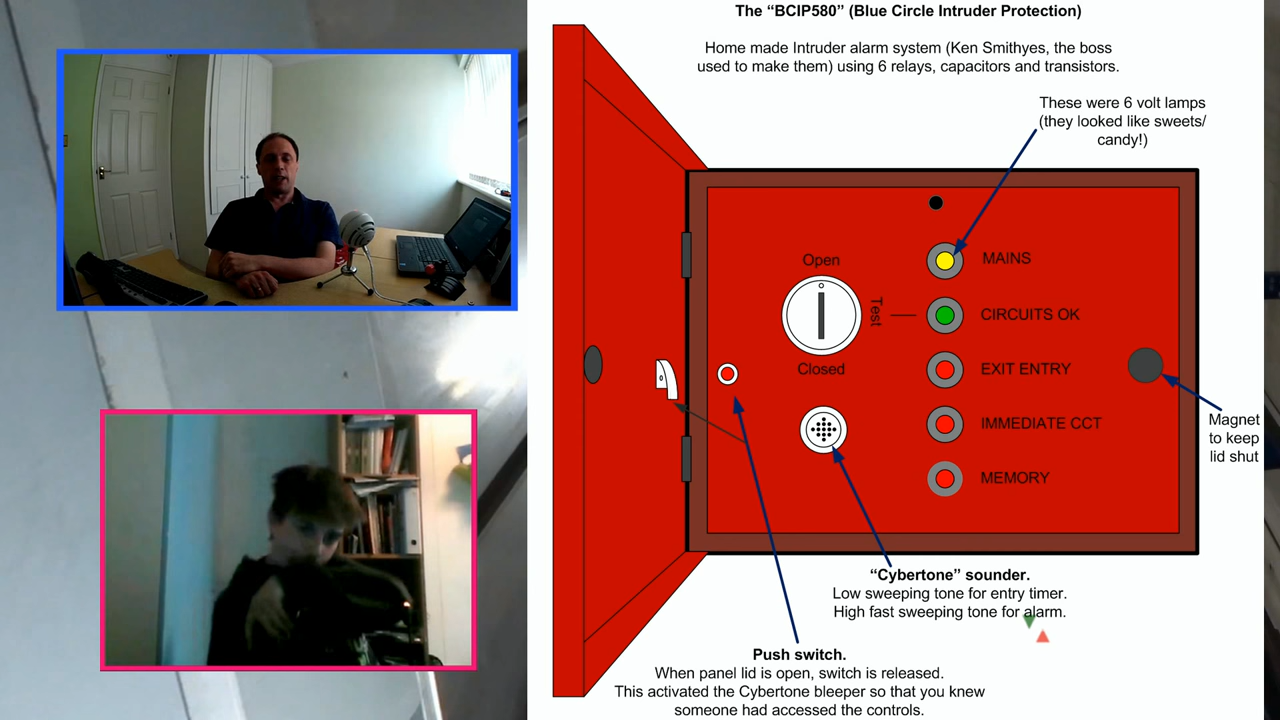 The “BCIP580” (Blue Circle Intruder Protection)
Home made Intruder alarm system (Ken Smithyes, the boss
used to make them) using 6 relays, capacitors and transistors.
These were 6 volt lamps
(they looked like sweets/
candy!)
Open
Test
Closed
MAINS
CIRCUITS OK
EXIT ENTRY
IMMEDIATE CCT
MEMORY
Magnet
to keep
lid shut
“Cybertone” sounder.
Low sweeping tone for entry timer.
High fast sweeping tone for alarm.
Push switch.
When panel lid is open, switch is released.
This activated the Cybertone bleeper so that you knew
someone had accessed the controls.